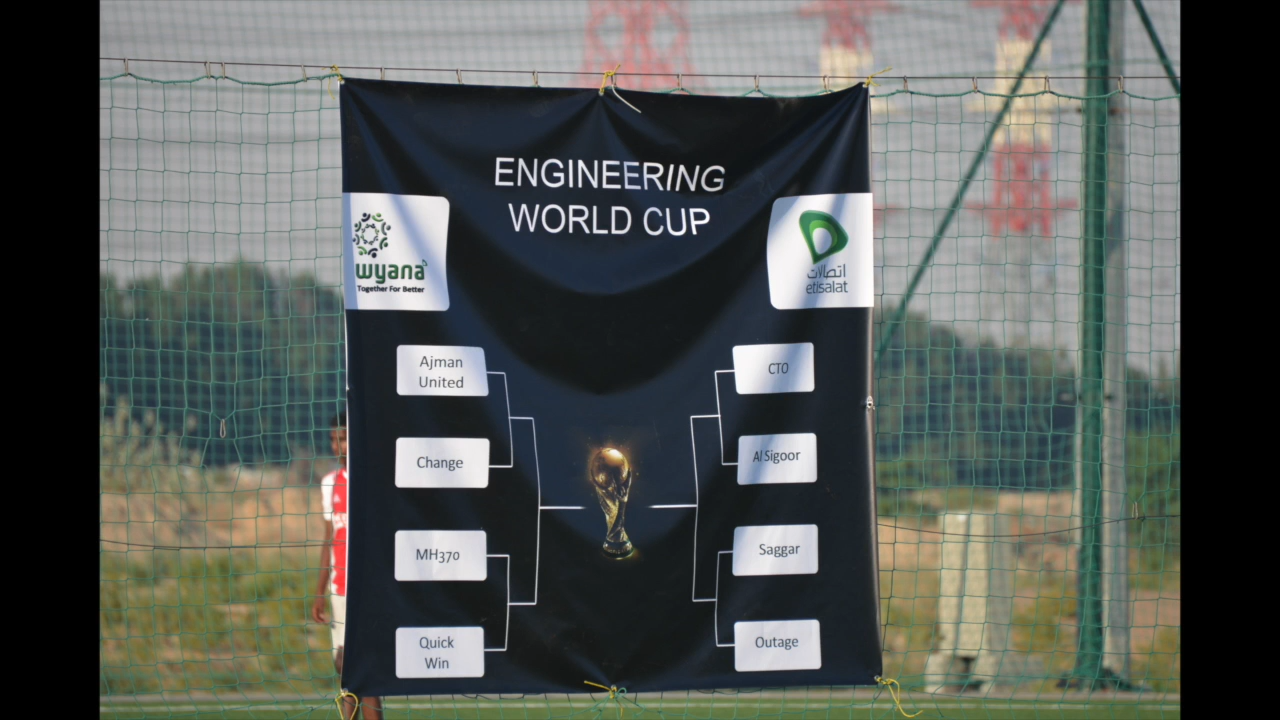 ENGINEERING
WORLD CUP
wyana
Together For Better
اتصالات
etisalat
Ajman
United
Change
MH370
Quick
Win
CTO
Al Sigoor
Saggar
Outage